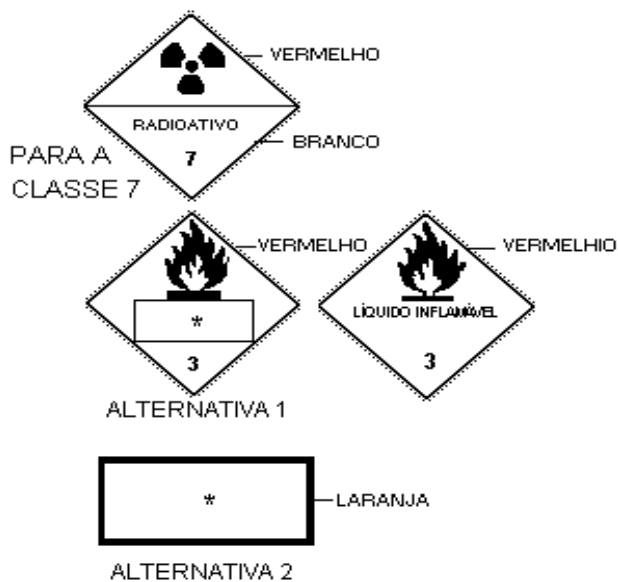 VERMELHO
RADIOATIVO
BRANCO
7
PARA A
CLASSE 7
VERMELHO
VERMELHIO
LÍQUIDO INFLAMÁVEL
*
3
3
ALTERNATIVA 1
*
LARANJA
ALTERNATIVA 2